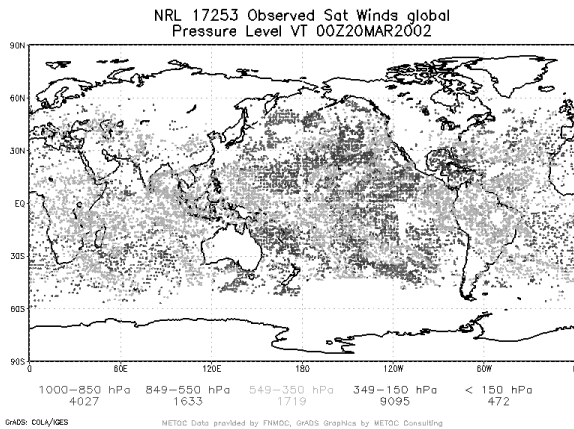 NRL 17253 Observed Sat Winds global
Pressure Level VT 00Z20MAR2002
90N
60N
30N
EQ
30S
60S
90S
0 60E 120E 180 120W 60W 0
1000-850 hPa 849-550 hPa 549-350 hPa 349-150 hPa < 150 hPa
4027 1633 1719 9095 472
GrADS: COLA/IGES
METOC Data provided by FNMOC, GrADS Graphics by METOC Consulting